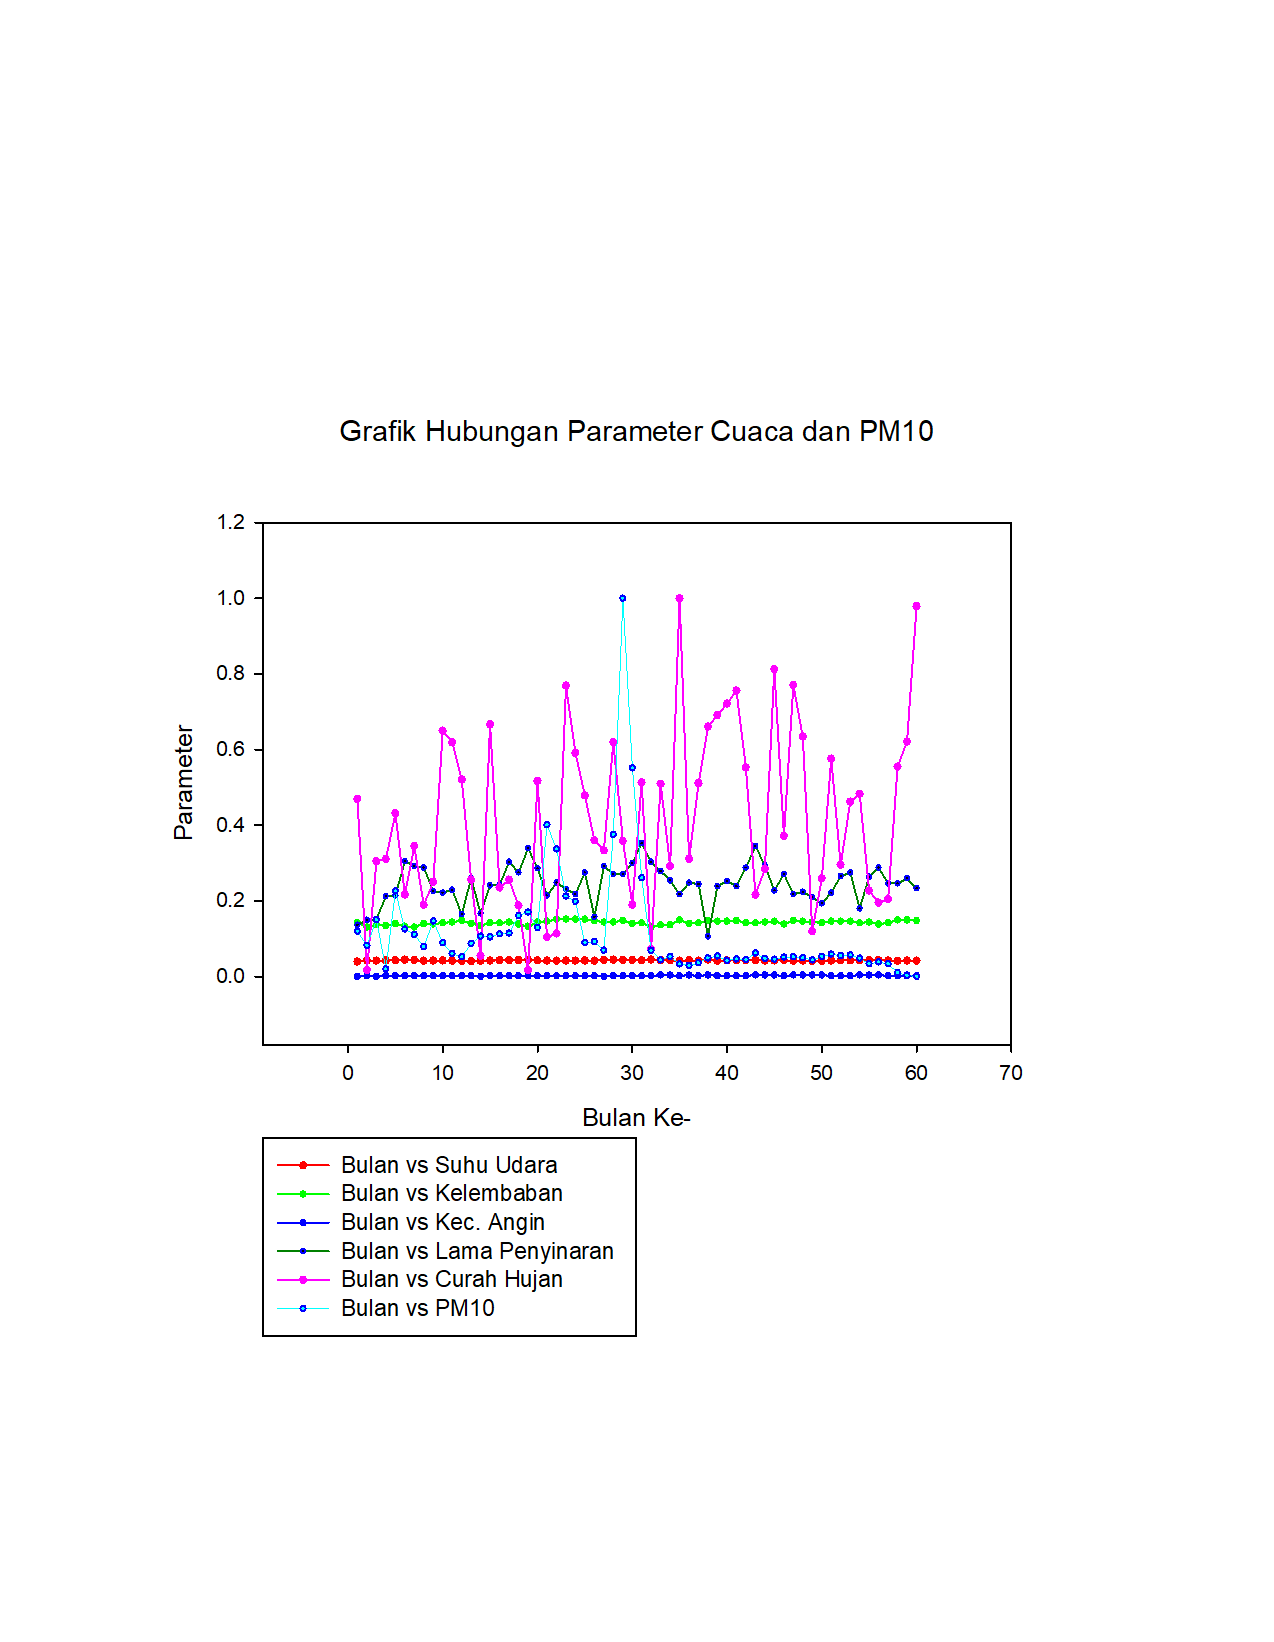 Grafik Hubungan Parameter Cuaca dan PM10
1.2
1.0
0.8
0.6
0.4
0.2
0.0
Parameter
0 10 20 30 40 50 60 70
Bulan Ke-
Bulan vs Suhu Udara
Bulan vs Kelembaban
Bulan vs Kec. Angin
Bulan vs Lama Penyinaran
Bulan vs Curah Hujan
Bulan vs PM10